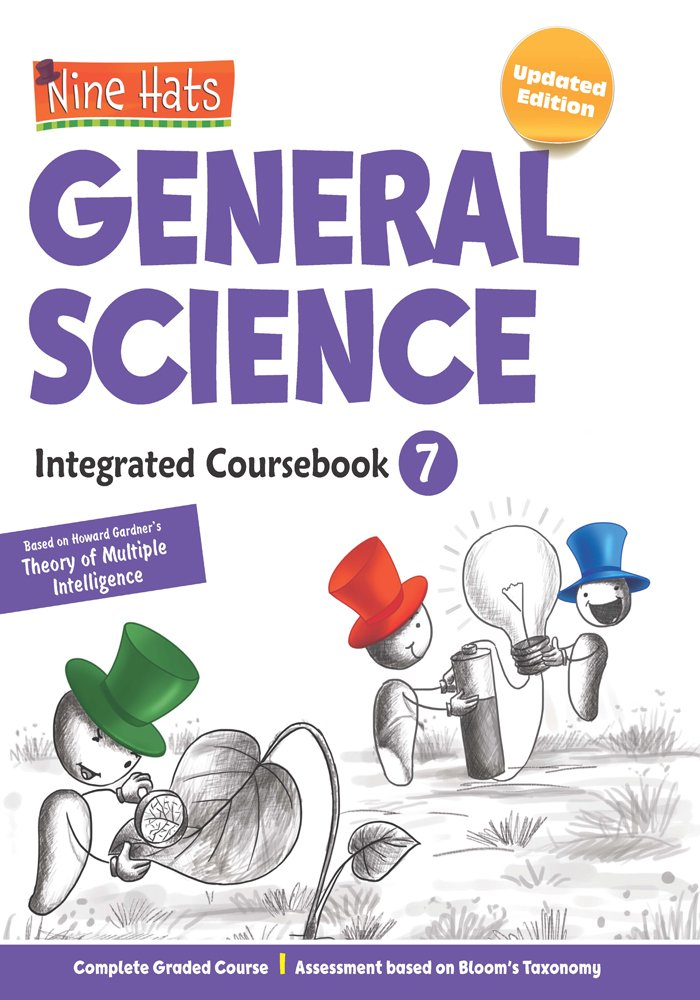 Nine Hats
Updated
Edition
GENERAL
SCIENCE
Integrated Coursebook 7
Based on Howard Gardner's
Theory of Multiple
Intelligence
Complete Graded Course | Assessment based on Bloom's Taxonomy